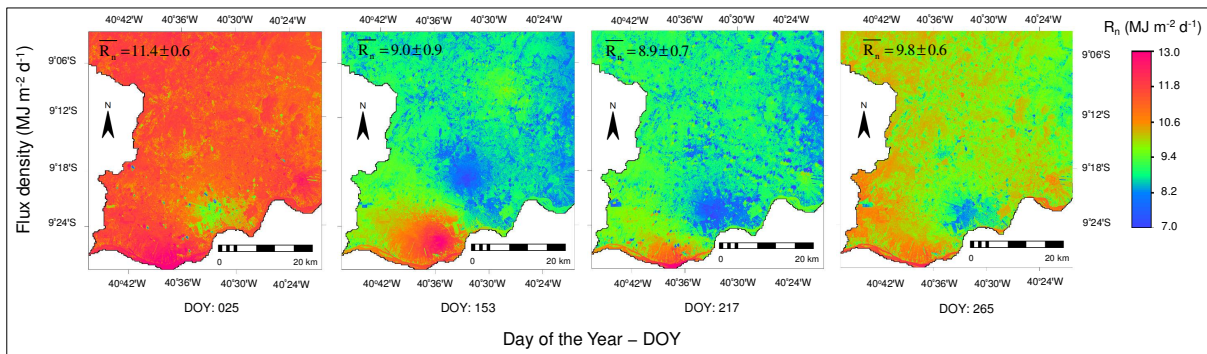 40°42'W 40°36'W 40°30'W 40°24'W 40°42'W 40°36'W 40°30'W 40°24'W 40°42'W 40°36'W 40°30'W 40°24'W 40°42'W 40°36'W 40°30'W 40°24'W
Rn (MJ m-2 d-1)
Rn = 11.4 ± 0.6
Rn = 9.0 ± 0.9
Rn = 8.9 ± 0.7
Rn = 9.8 ± 0.6
Flux density (MJ m-2 d-1)
9°06'S
9°12'S
9°18'S
9°24'S
N N N N
9°06'S
9°12'S
9°18'S
9°24'S
13.0
11.8
10.6
9.4
8.2
7.0
0 20 km 0 20 km 0 20 km 0 20 km
40°42'W 40°36'W 40°30'W 40°24'W 40°42'W 40°36'W 40°30'W 40°24'W 40°42'W 40°36'W 40°30'W 40°24'W 40°42'W 40°36'W 40°30'W 40°24'W
DOY: 025 DOY: 153 DOY: 217 DOY: 265
Day of the Year – DOY